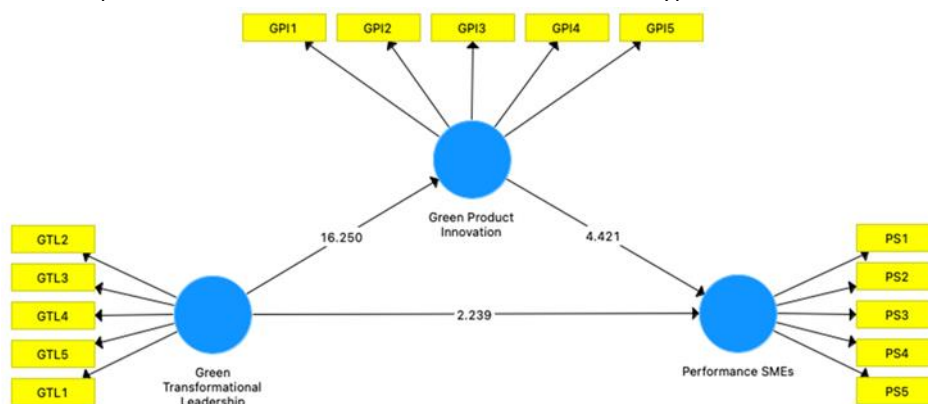 GPI1 GPI2 GPI3 GPI4 GPI5
Green Product
Innovation
16.250
4.421
GTL2
GTL3
GTL4
GTL5
GTL1
2.239
PS1
PS2
PS3
PS4
PS5
Green
Transformational
Leadership
Performance SMEs